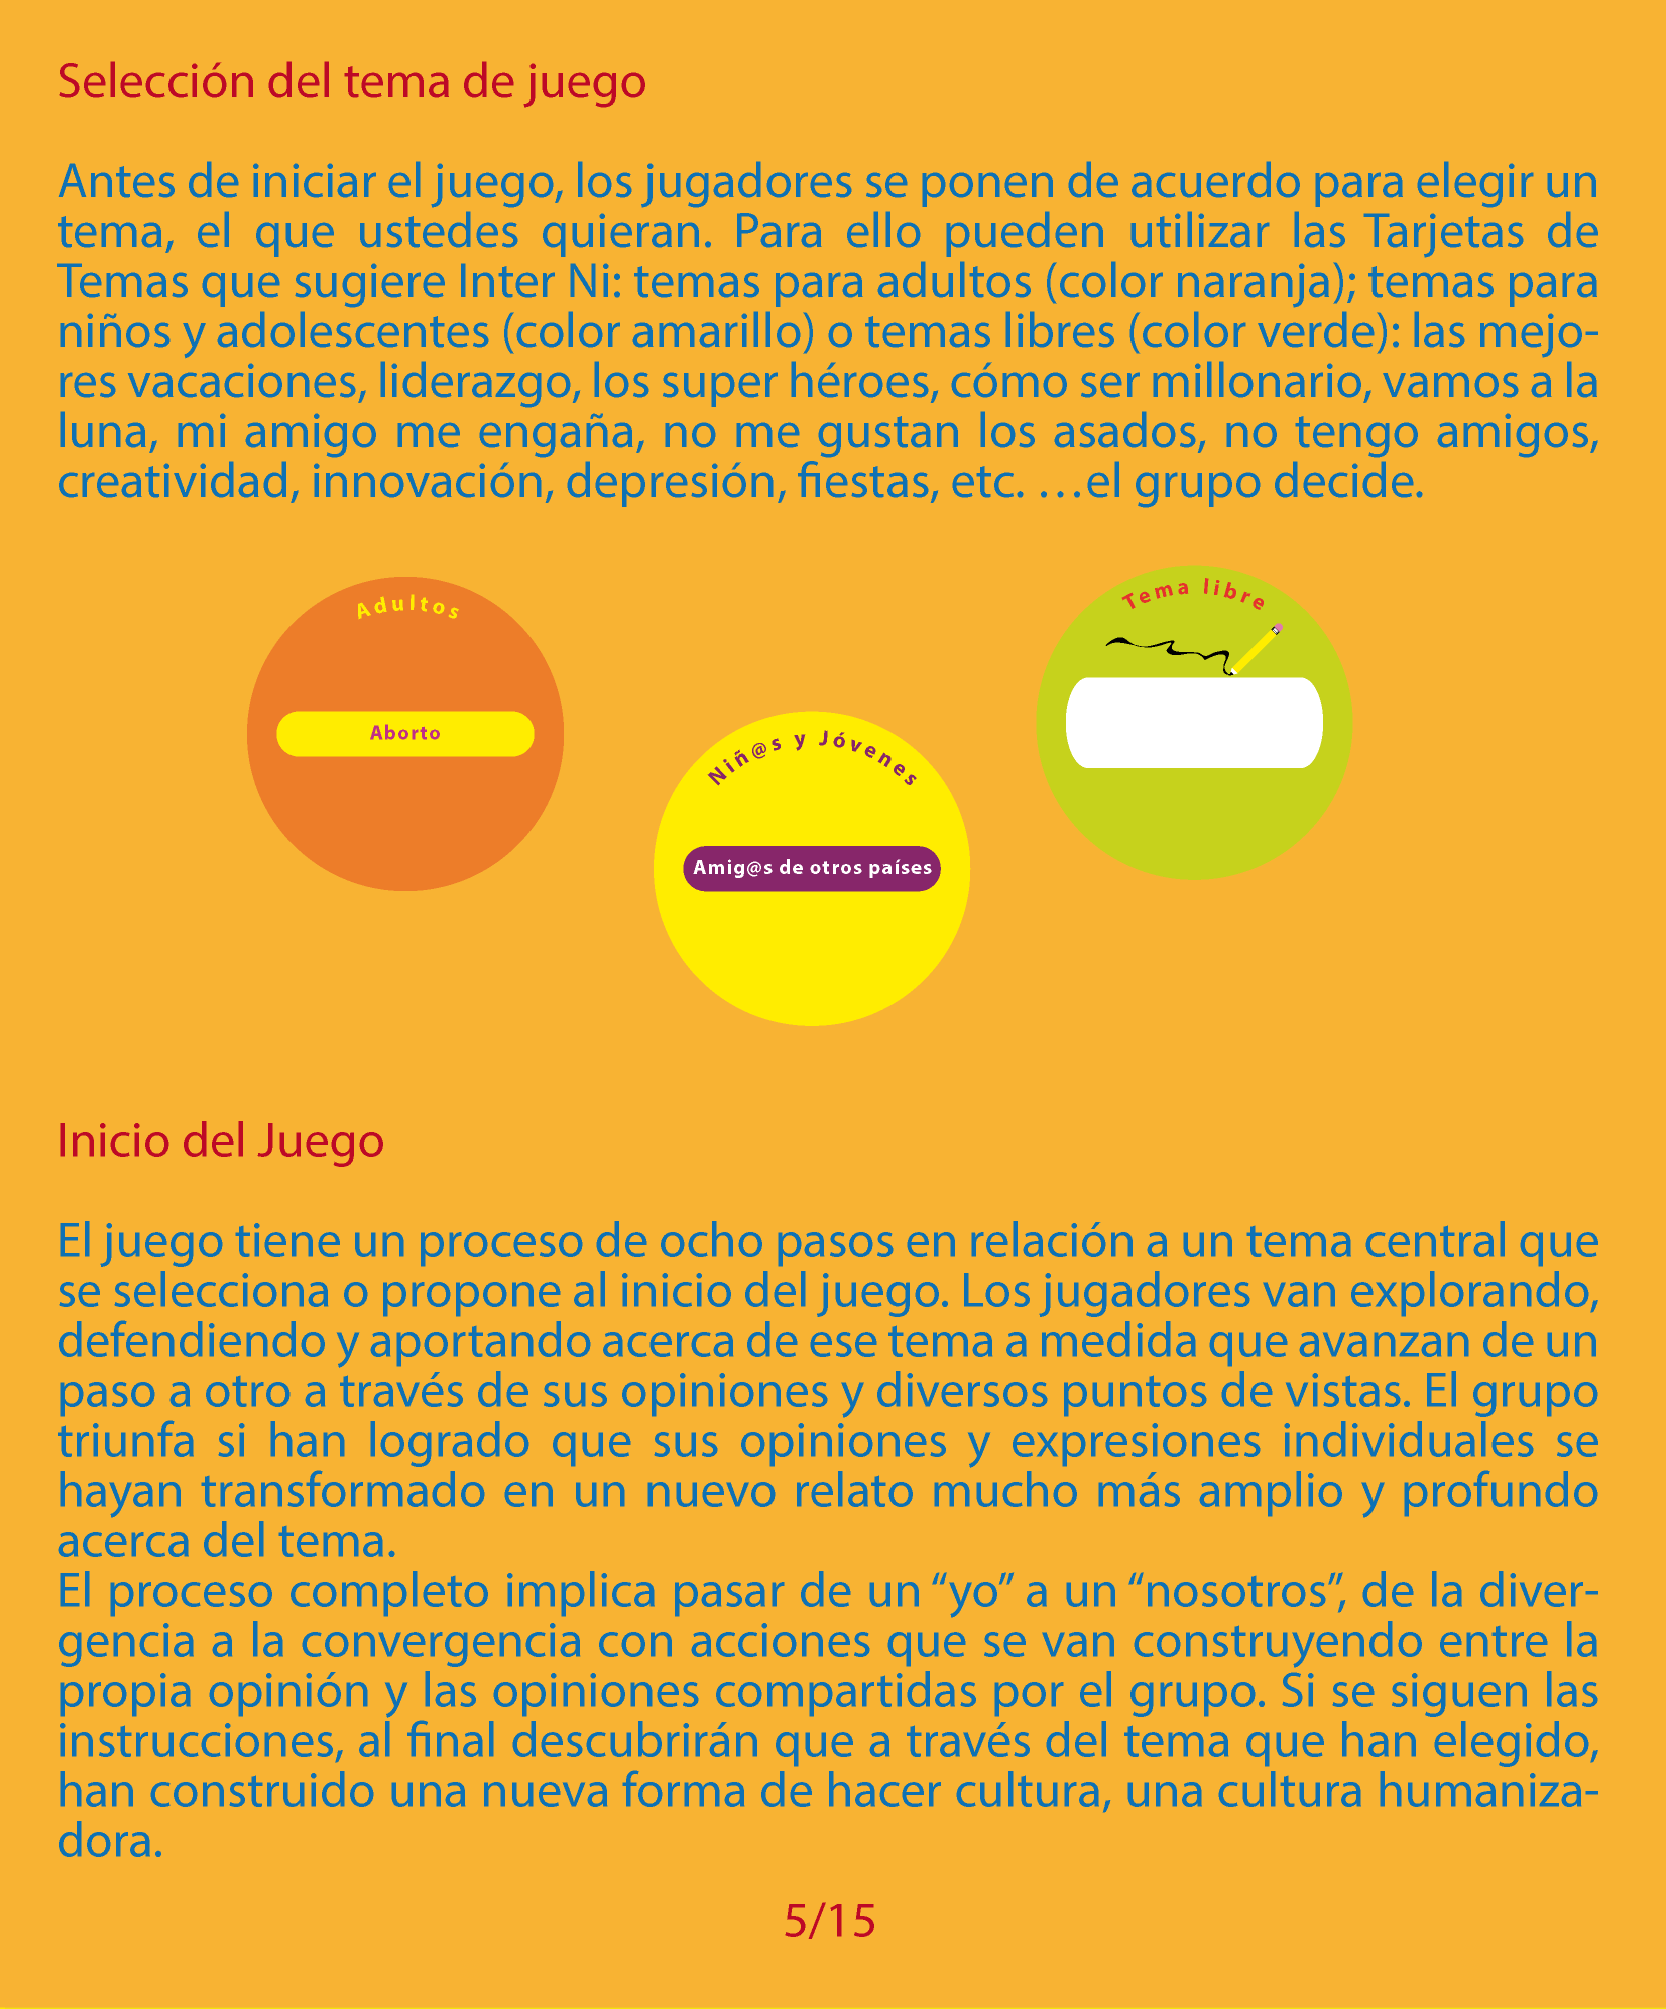 Selección del tema de juego
Antes de iniciar el juego, los jugadores se ponen de acuerdo para elegir un
tema, el que ustedes quieran. Para ello pueden utilizar las Tarjetas de
Temas que sugiere Inter Ni: temas para adultos (color naranja); temas para
niños y adolescentes (color amarillo) o temas libres (color verde): las mejo-
res vacaciones, liderazgo, los super héroes, cómo ser millonario, vamos a la
luna, mi amigo me engaña, no me gustan los asados, no tengo amigos,
creatividad, innovación, depresión, fiestas, etc. …el grupo decide.
Adultos
Aborto
Niñ@s y Jóvenes
Amig@s de otros países
Tema libre
Inicio del Juego
El juego tiene un proceso de ocho pasos en relación a un tema central que
se selecciona o propone al inicio del juego. Los jugadores van explorando,
defendiendo y aportando acerca de ese tema a medida que avanzan de un
paso a otro a través de sus opiniones y diversos puntos de vistas. El grupo
triunfa si han logrado que sus opiniones y expresiones individuales se
hayan transformado en un nuevo relato mucho más amplio y profundo
acerca del tema.
El proceso completo implica pasar de un “yo” a un “nosotros”, de la diver-
gencia a la convergencia con acciones que se van construyendo entre la
propia opinión y las opiniones compartidas por el grupo. Si se siguen las
instrucciones, al final descubrirán que a través del tema que han elegido,
han construido una nueva forma de hacer cultura, una cultura humaniza-
dora.
5/15